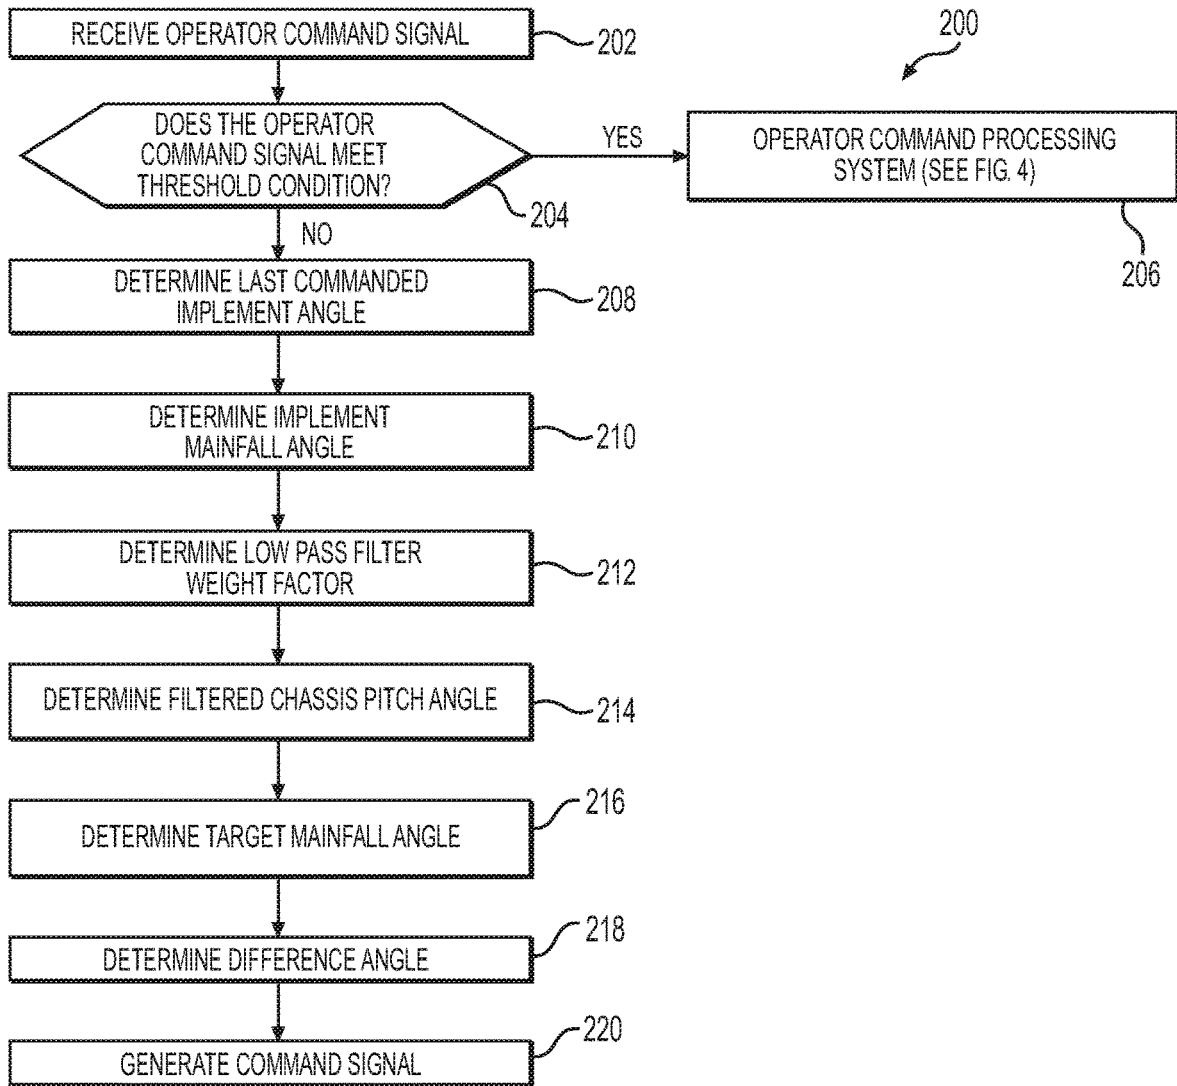 RECEIVE OPERATOR COMMAND SIGNAL
202
200
DOES THE OPERATOR
COMMAND SIGNAL MEET
THRESHOLD CONDITION?
204
YES
OPERATOR COMMAND PROCESSING
SYSTEM (SEE FIG. 4)
206
NO
DETERMINE LAST COMMANDED
IMPLEMENT ANGLE
208
DETERMINE IMPLEMENT
MAINFALL ANGLE
210
DETERMINE LOW PASS FILTER
WEIGHT FACTOR
212
DETERMINE FILTERED CHASSIS PITCH ANGLE
214
DETERMINE TARGET MAINFALL ANGLE
216
DETERMINE DIFFERENCE ANGLE
218
GENERATE COMMAND SIGNAL
220